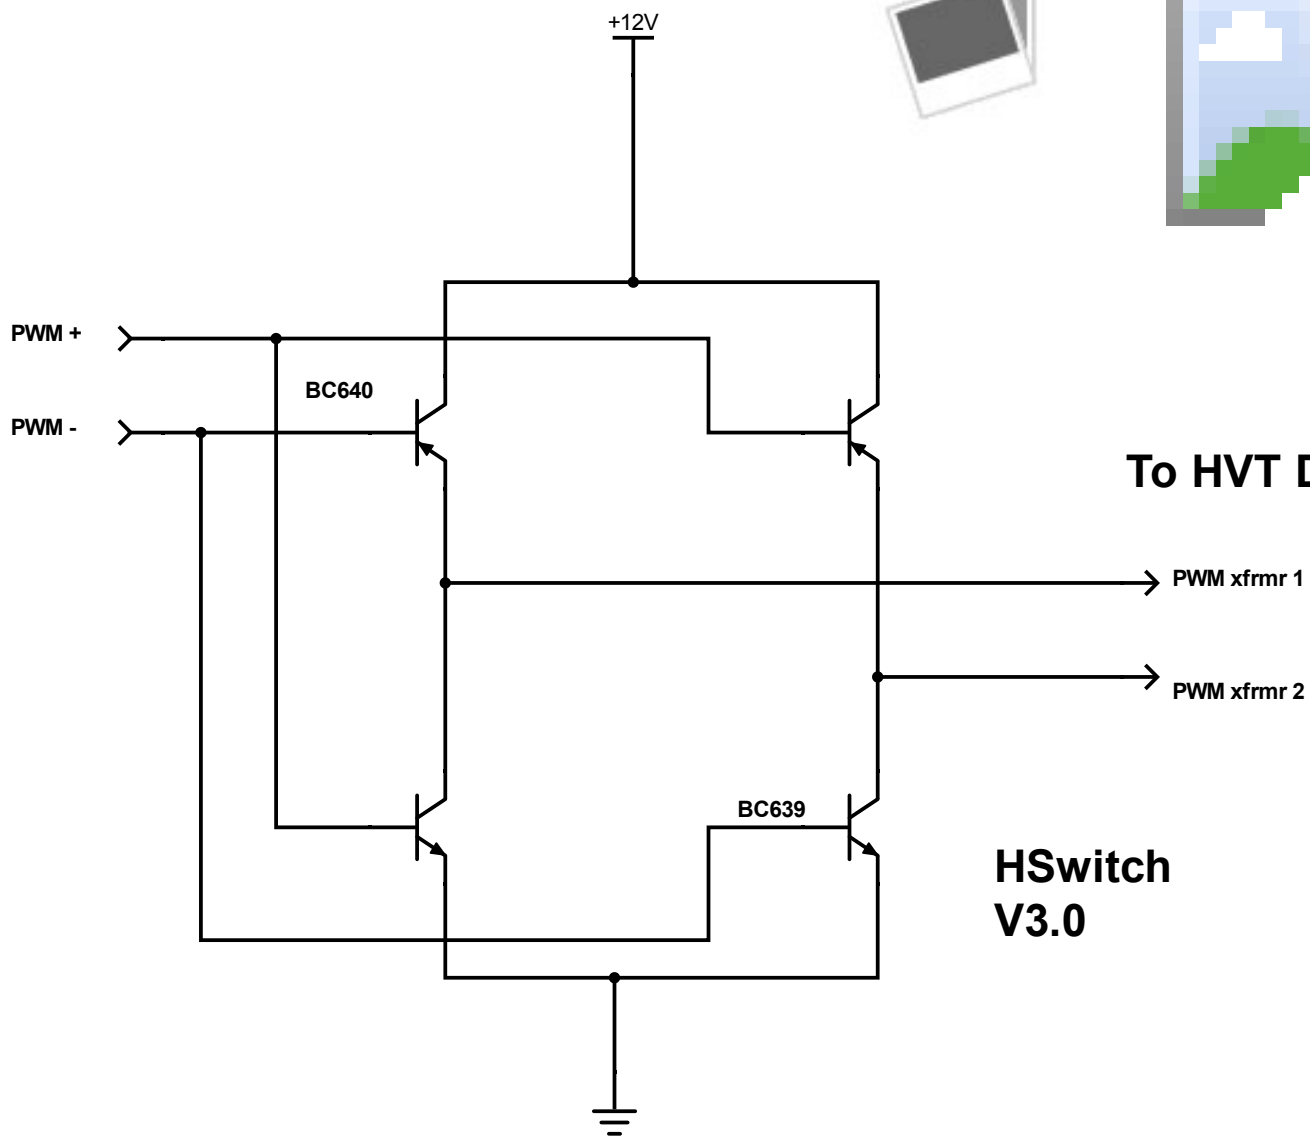 +12V
PWM +
BC640
PWM -
To HVT D
PWM xfrmr 1
PWM xfrmr 2
BC639
HSwitch
V3.0